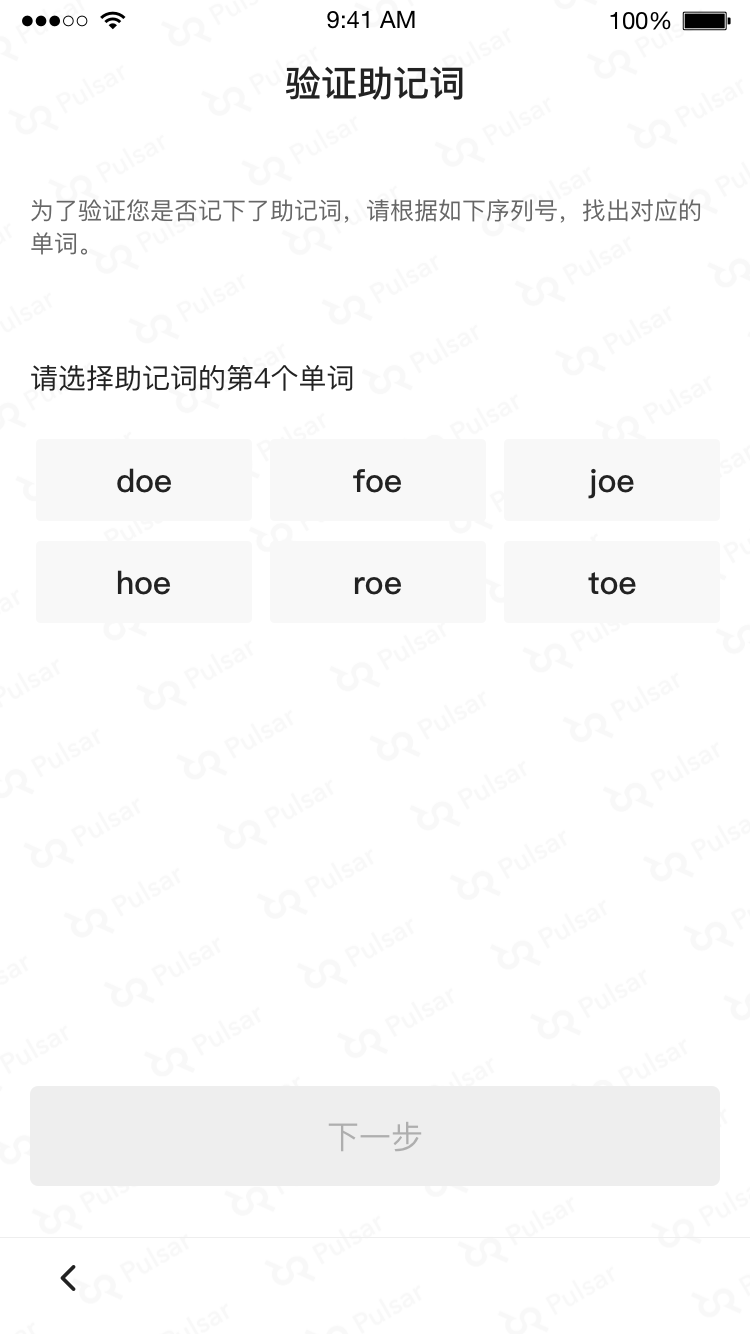 9:41 AM 100%
验证助记词
为了验证您是否记下了助记词，请根据如下序列号，找出对应的
单词。
请选择助记词的第4个单词
doe foe joe
hoe roe toe
下一步
Pulsar